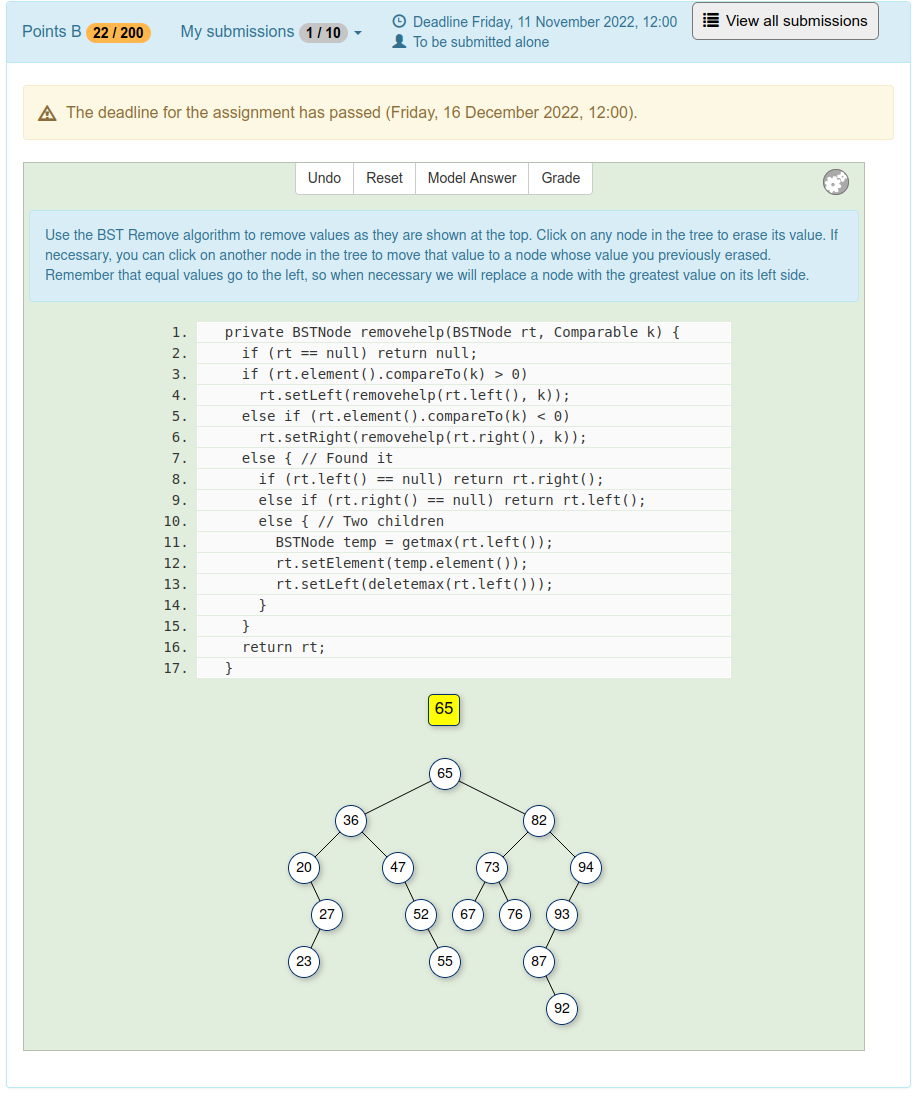 Points B 22 / 200 My submissions 1 / 10 Deadline Friday, 11 November 2022, 12:00 View all submissions
To be submitted alone
The deadline for the assignment has passed (Friday, 16 December 2022, 12:00).
Undo Reset Model Answer Grade
Use the BST Remove algorithm to remove values as they are shown at the top. Click on any node in the tree to erase its value. If
necessary, you can click on another node in the tree to move that value to a node whose value you previously erased.
Remember that equal values go to the left, so when necessary we will replace a node with the greatest value on its left side.
1. private BSTNode removehelp(BSTNode rt, Comparable k) {
2. if (rt == null) return null;
3. if (rt.element().compareTo(k) > 0)
4. rt.setLeft(removehelp(rt.left(), k));
5. else if (rt.element().compareTo(k) < 0)
6. rt.setRight(removehelp(rt.right(), k));
7. else { // Found it
8. if (rt.left() == null) return rt.right();
9. else if (rt.right() == null) return rt.left();
10. else { // Two children
11. BSTNode temp = getmax(rt.left());
12. rt.setElement(temp.element());
13. rt.setLeft(deletemax(rt.left()));
14. }
15. }
16. return rt;
17. }
65
65
36 82
20 47 73 94
27 52 67 76 93
23 55 87
92